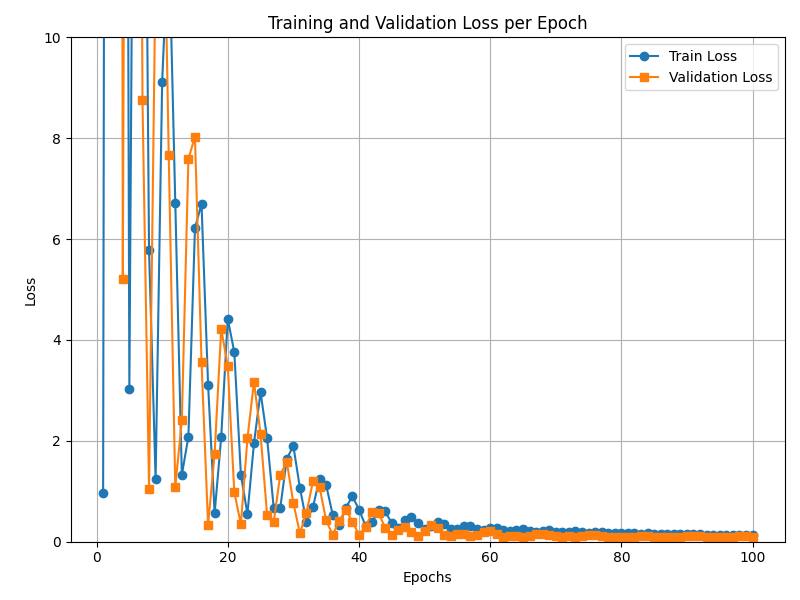 Training and Validation Loss per Epoch
Train Loss
Validation Loss
Loss
10
8
6
4
2
0
0 20 40 60 80 100
Epochs